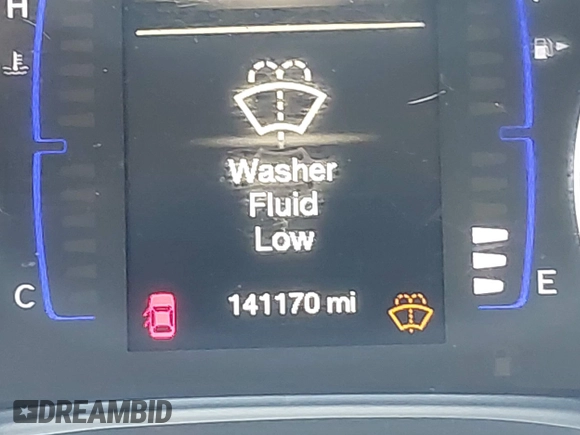 H
Washer
Fluid
Low
C
141170 mi
E
DREAMBID